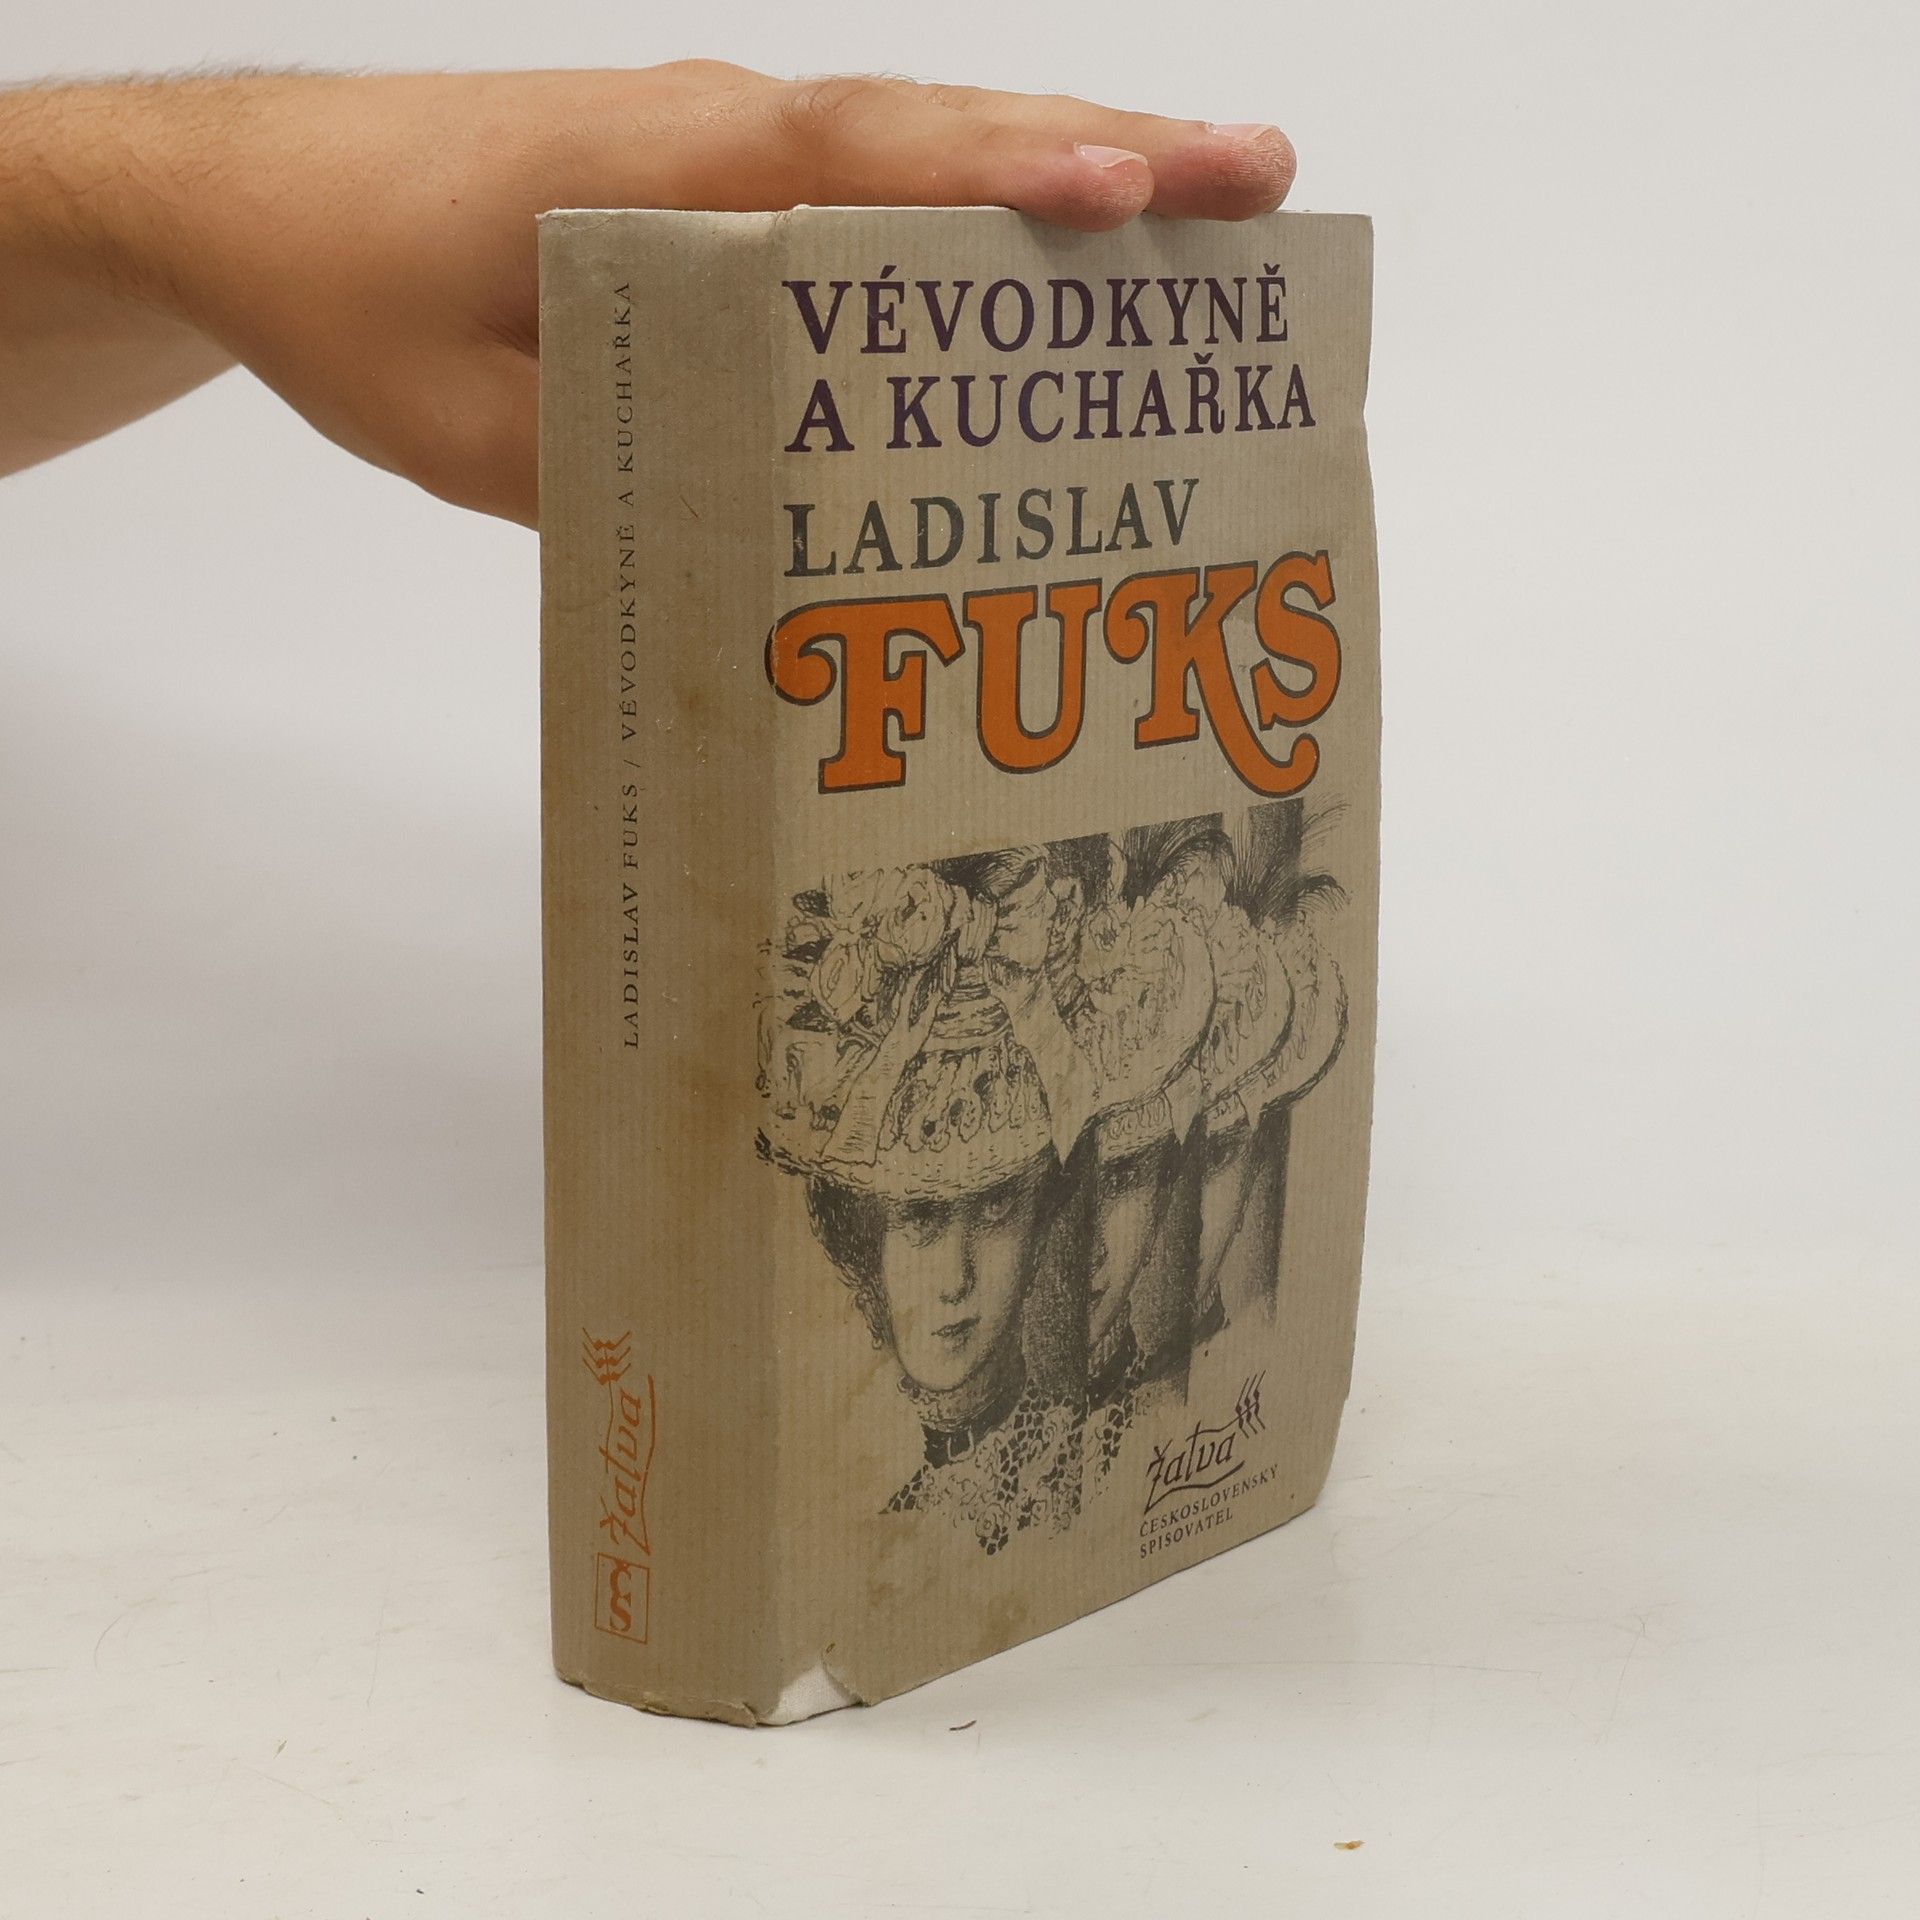 VÉVODKYNĚ
A KUCHAŘKA
LADISLAV
FUKS
žatva
ČESKOSLOVENSKÝ
SPISOVATEL
LADISLAV FUKS / VÉVODKYNĚ A KUCHAŘKA
žatva